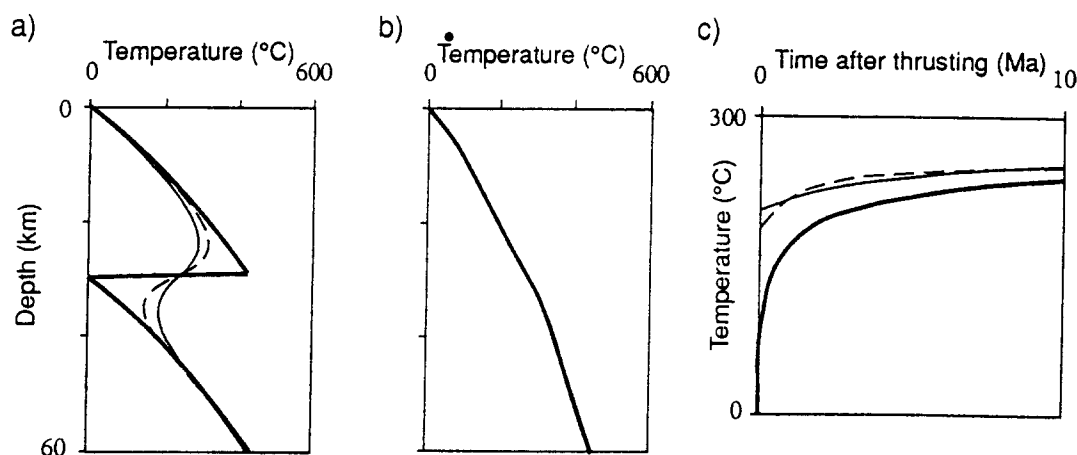 a)
Temperature (°C)
0
600
0
Depth (km)
60
b)
Temperature (°C)
0
600
c)
Time after thrusting (Ma)
0
10
300
Temperature (°C)
0